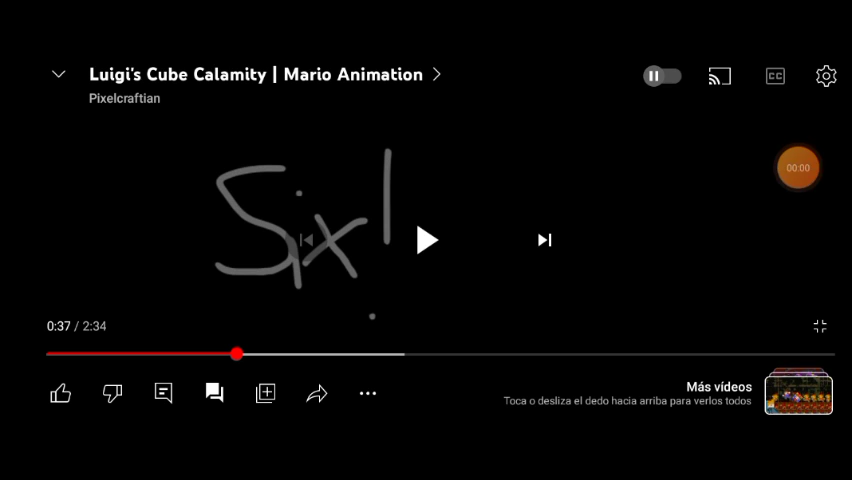 Luigi's Cube Calamity | Mario Animation
Pixelcraftian
CC
00:00
Six!
0:37 / 2:34
Más vídeos
Toca o desliza el dedo hacia arriba para verlos todos